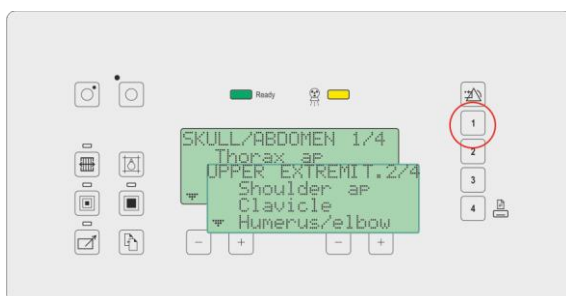 Ready
SKULL/ABDOMEN 1/4
Thorax ap
UPPER EXTREMIT.2/4
Shoulder ap
Clavicle
Humerus/elbow
1
2
3
4
- +
- +